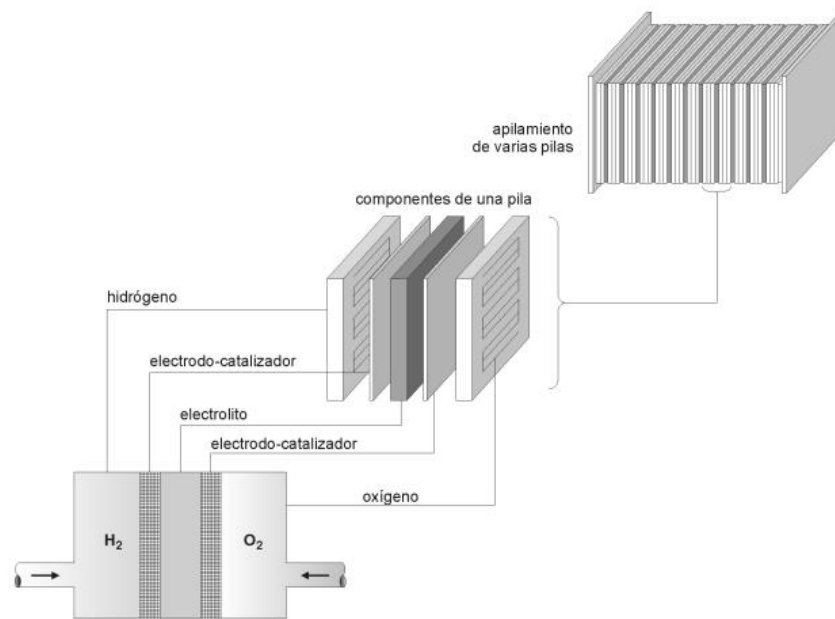 apilamiento
de varias pilas
componentes de una pila
hidrógeno
electrodo-catalizador
electrolito
electrodo-catalizador
oxígeno
H₂
O₂